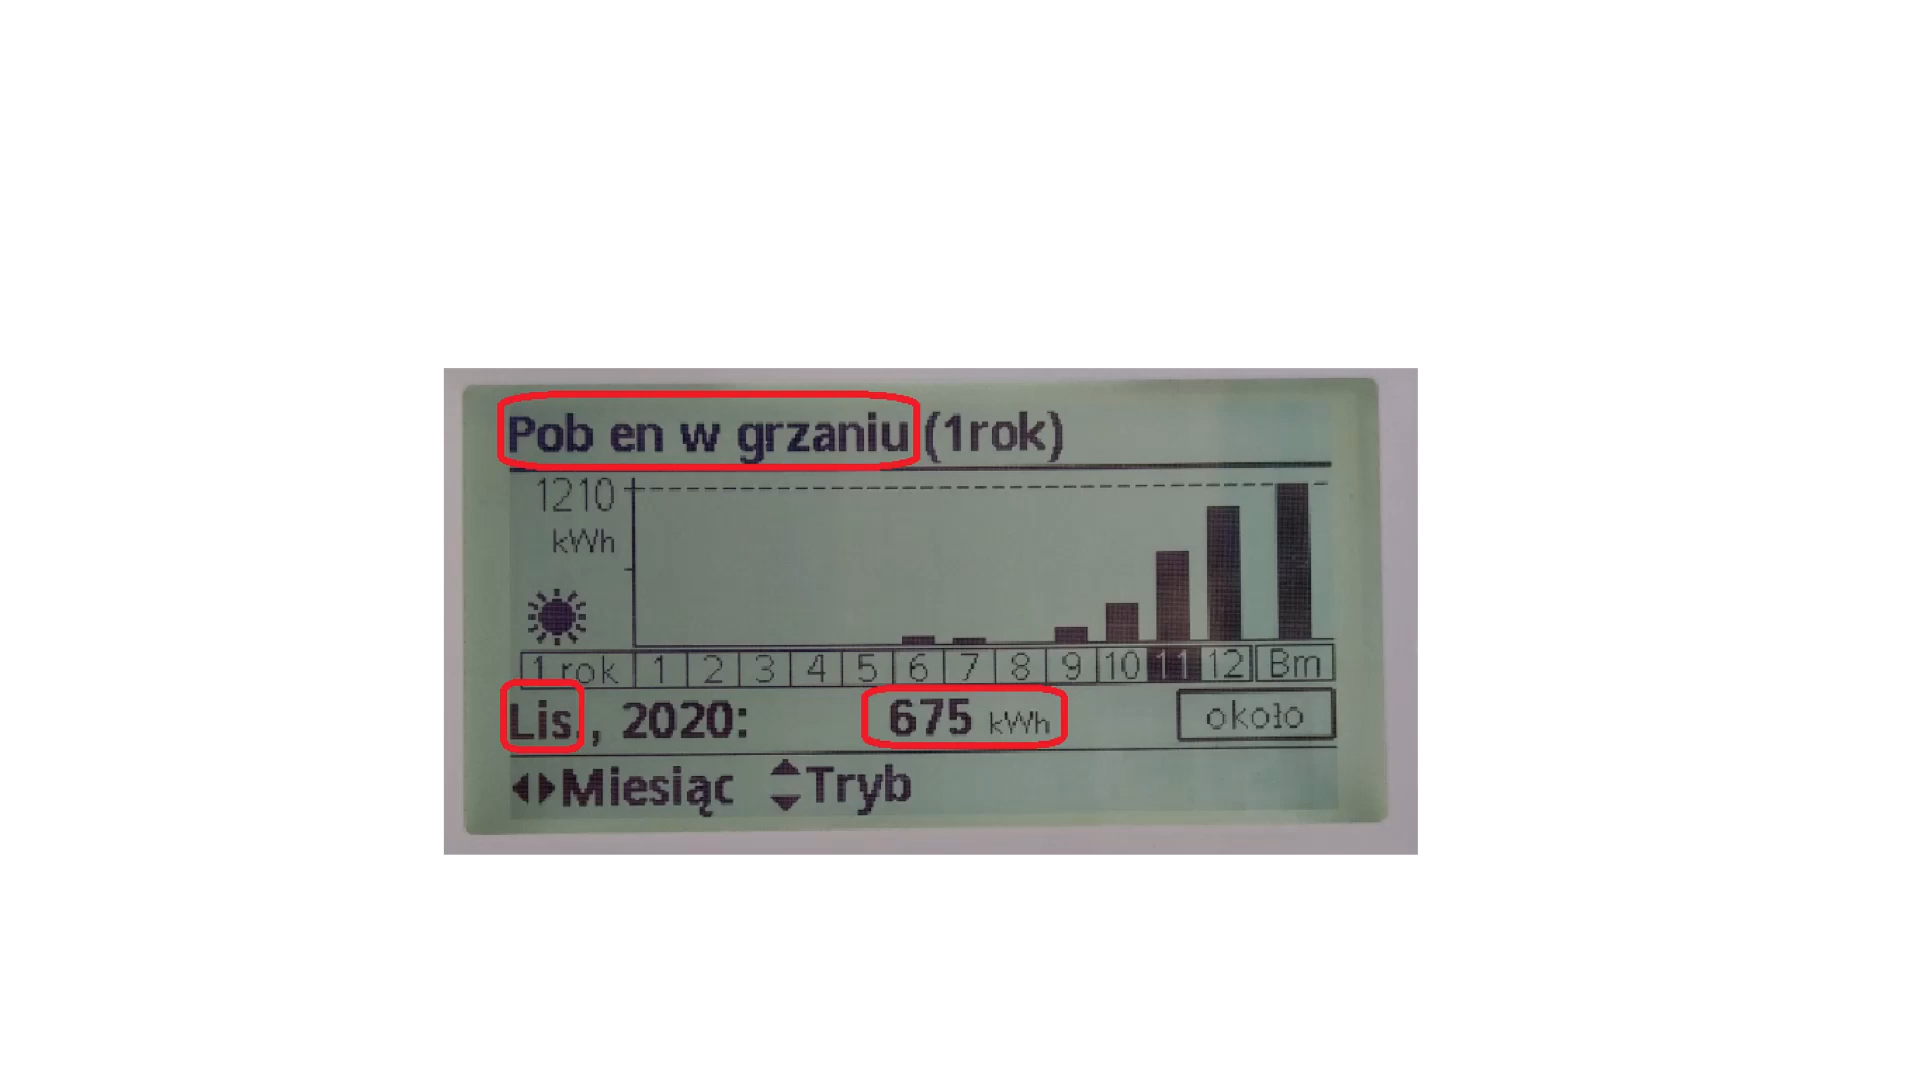 Pob en w grzaniu (1rok)
1210
kWh
1 rok 1 2 3 4 5 6 7 8 9 10 11 12 Bm
Lis., 2020: 675 kWh około
Miesiąc Tryb